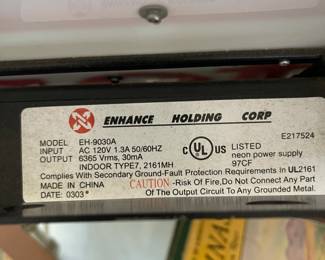 ENHANCE HOLDING CORP
E217524
MODEL EH-9030A
INPUT AC 120V 1.3A 50/60HZ
OUTPUT 6365 Vrms, 30mA
INDOOR TYPE7, 2161MH
C UL US LISTED
neon power supply
97CF
Complies With Secondary Ground-Fault Protection Requirements In UL2161
MADE IN CHINA
DATE: 0303*
CAUTION -Risk Of Fire,Do Not Connect Any Part
Of The Output Circuit To Any Grounded Metal.